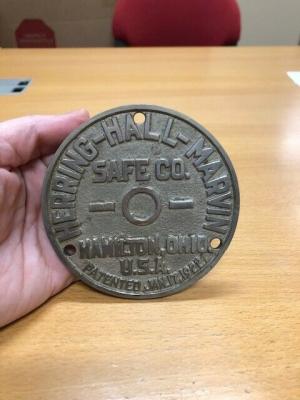 HERRING-HALL-MARVIN
SAFE CO.
HAMILTON, OHIO
U.S.A.
PATENTED JAN. 17, 1922.